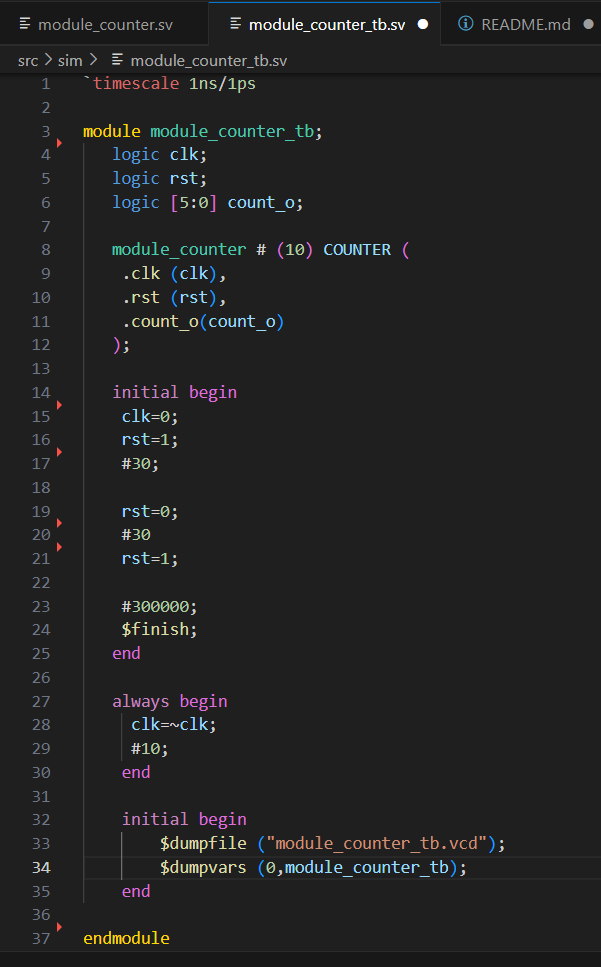 module_counter.sv module_counter_tb.sv README.md
src > sim > module_counter_tb.sv
1 `timescale 1ns/1ps
2
3 module module_counter_tb;
4 logic clk;
5 logic rst;
6 logic [5:0] count_o;
7
8 module_counter # (10) COUNTER (
9 .clk (clk),
10 .rst (rst),
11 .count_o(count_o)
12 );
13
14 initial begin
15 clk=0;
16 rst=1;
17 #30;
18
19 rst=0;
20 #30
21 rst=1;
22
23 #300000;
24 $finish;
25 end
26
27 always begin
28 clk=~clk;
29 #10;
30 end
31
32 initial begin
33 $dumpfile ("module_counter_tb.vcd");
34 $dumpvars (0,module_counter_tb);
35 end
36
37 endmodule